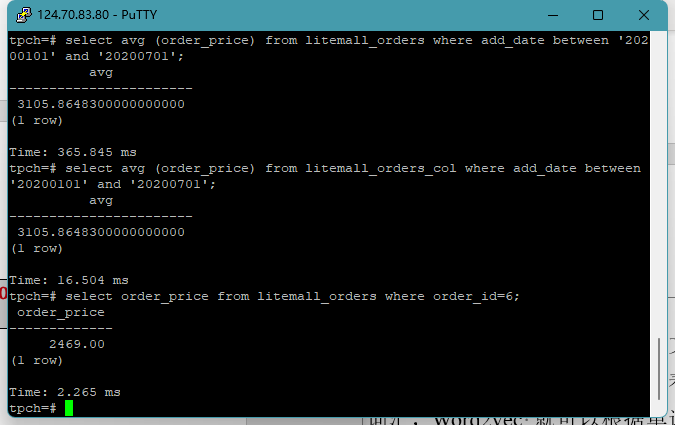 124.70.83.80 - PuTTY
tpch=# select avg (order_price) from litemall_orders where add_date between '202
00101' and '20200701';
avg
-----------------------
3105.8648300000000000
(1 row)
Time: 365.845 ms
tpch=# select avg (order_price) from litemall_orders_col where add_date between
'20200101' and '20200701';
avg
-----------------------
3105.8648300000000000
(1 row)
Time: 16.504 ms
tpch=# select order_price from litemall_orders where order_id=6;
order_price
-------------
2469.00
(1 row)
Time: 2.265 ms
tpch=#